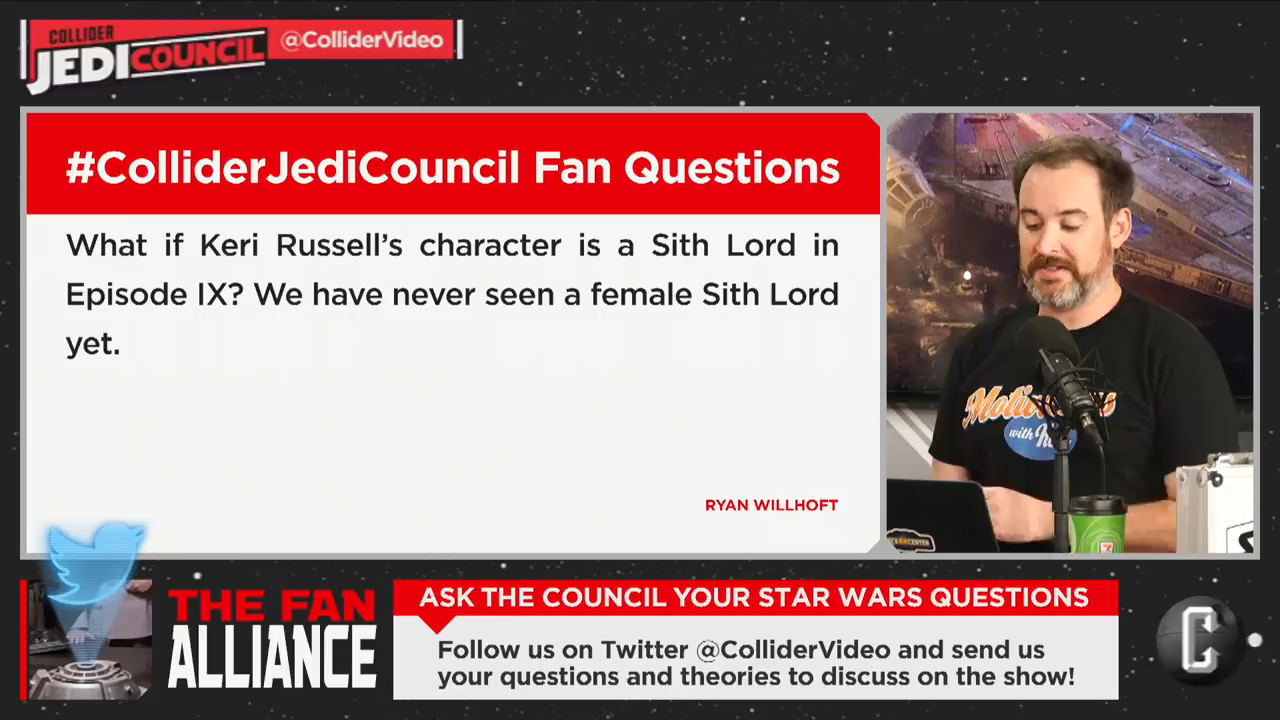 COLLIDER
JEDI COUNCIL
@ColliderVideo
#ColliderJediCouncil Fan Questions
What if Keri Russell's character is a Sith Lord in
Episode IX? We have never seen a female Sith Lord
yet.
RYAN WILLHOFT
with
THE FAN
ALLIANCE
ASK THE COUNCIL YOUR STAR WARS QUESTIONS
Follow us on Twitter @ColliderVideo and send us
your questions and theories to discuss on the show!